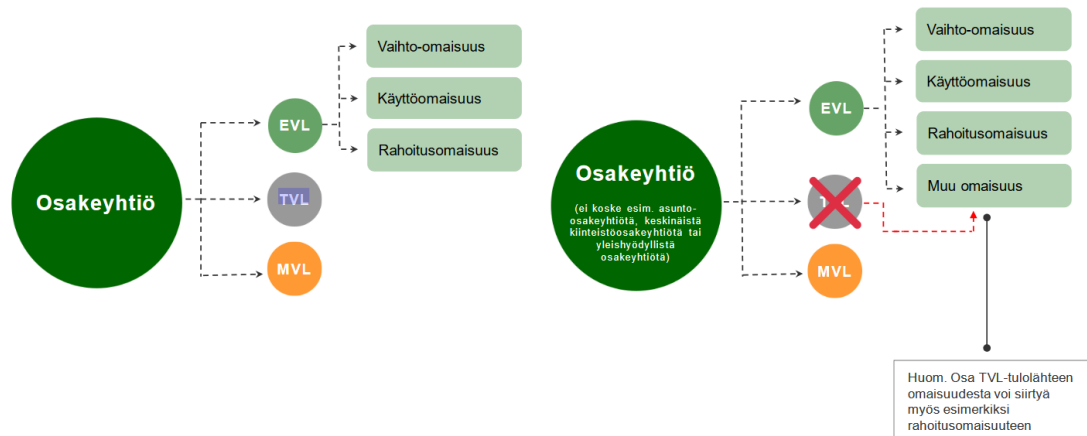 Osakeyhtiö
EVL
TVL
MVL
Vaihto-omaisuus
Käyttöomaisuus
Rahoitusomaisuus
Osakeyhtiö
(ei koske esim. asunto-
osakeyhtiötä, keskinäistä
kiinteistöosakeyhtiötä tai
yleishyödyllistä
osakeyhtiötä)
EVL
MVL
Vaihto-omaisuus
Käyttöomaisuus
Rahoitusomaisuus
Muu omaisuus
Huom. Osa TVL-tulolähteen
omaisuudesta voi siirtyä
myös esimerkiksi
rahoitusomaisuuteen